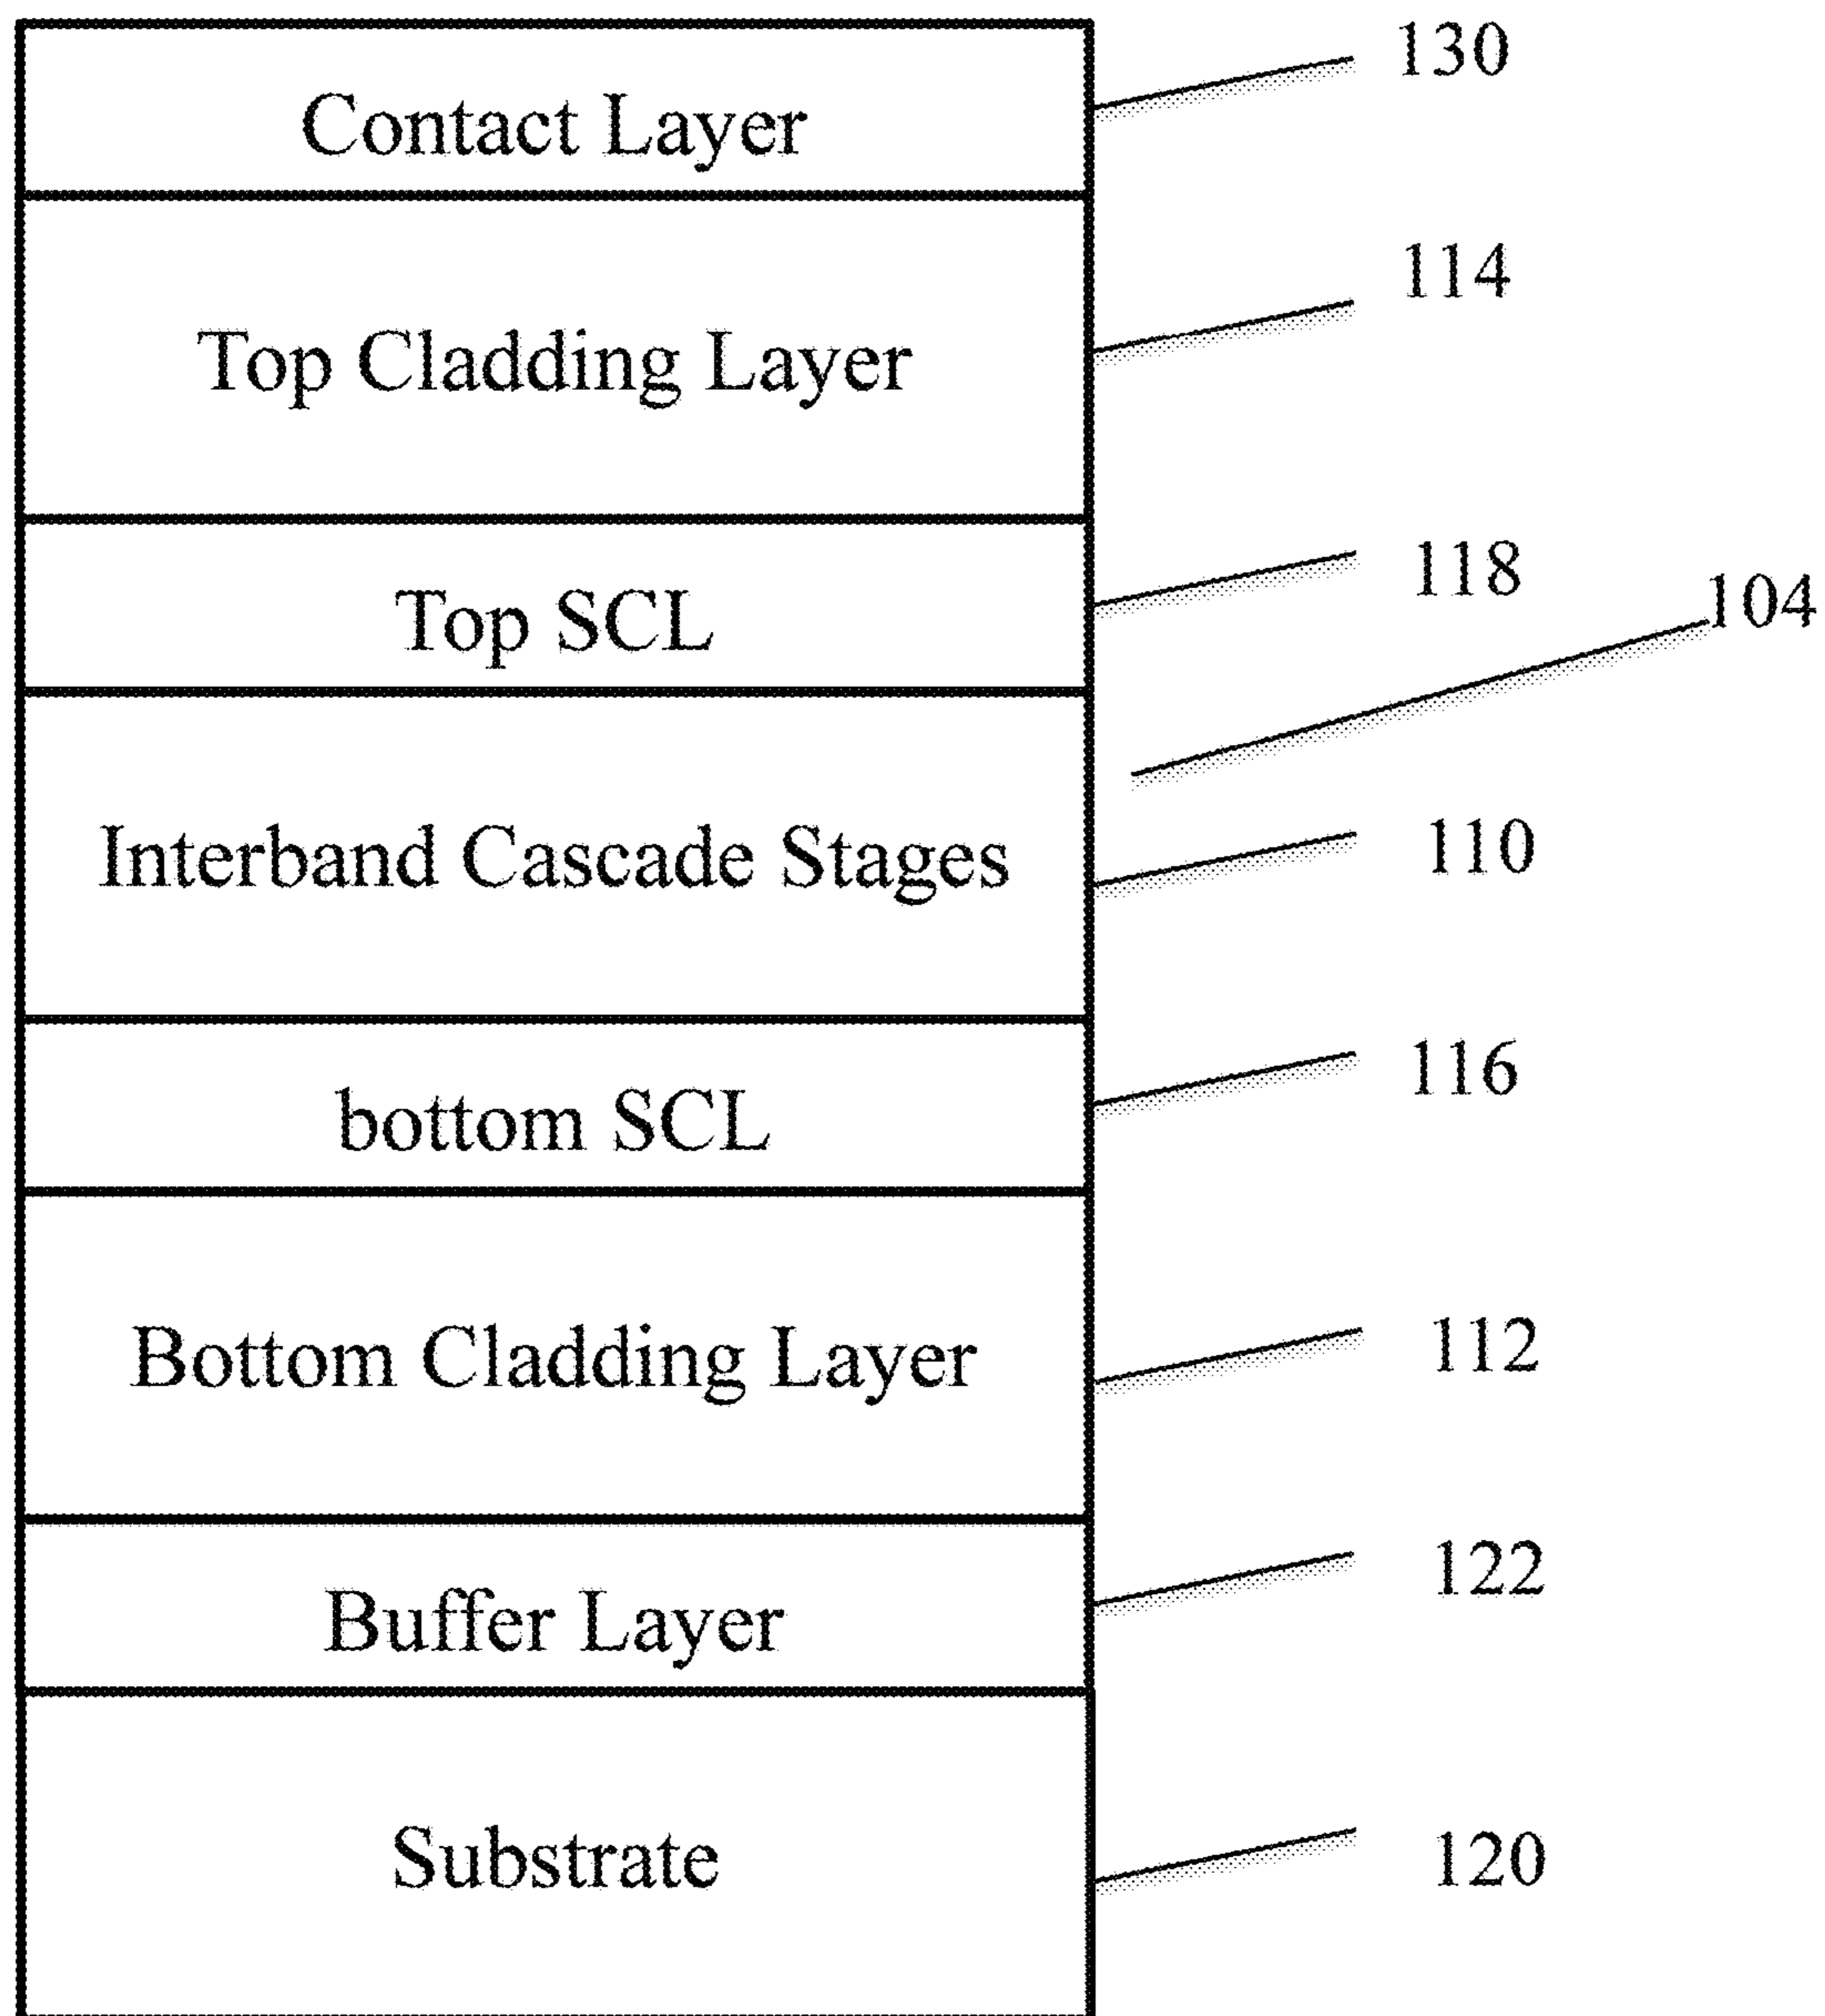 Contact Layer
130
Top Cladding Layer
114
Top SCL
118
104
Interband Cascade Stages
110
bottom SCL
116
Bottom Cladding Layer
112
Buffer Layer
122
Substrate
120